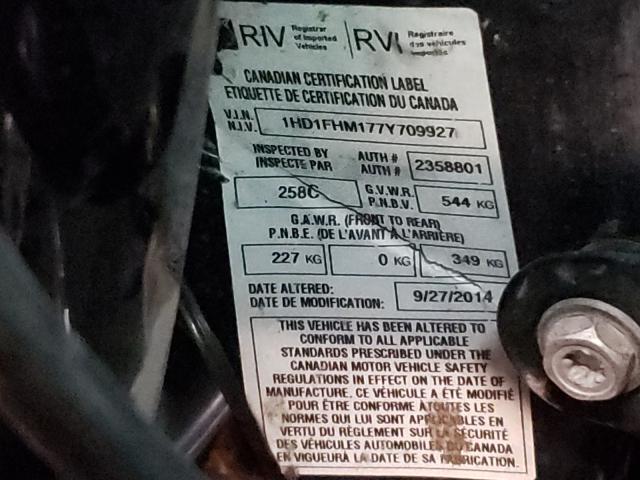 RIV Registrar of Imported Vehicles RVI Registraire des véhicules importés
CANADIAN CERTIFICATION LABEL
ETIQUETTE DE CERTIFICATION DU CANADA
V.I.N.
N.I.V.
1HD1FHM177Y709927
INSPECTED BY
INSPECTE PAR
AUTH #
AUTH #
2358801
258C
G.V.W.R.
P.N.B.V.
544 KG
G.A.W.R. (FRONT TO REAR)
P.N.B.E. (DE L'AVANT À L'ARRIÈRE)
227 KG 0 KG 349 KG
DATE ALTERED:
DATE DE MODIFICATION:
9/27/2014
THIS VEHICLE HAS BEEN ALTERED TO
CONFORM TO ALL APPLICABLE
STANDARDS PRESCRIBED UNDER THE
CANADIAN MOTOR VEHICLE SAFETY
REGULATIONS IN EFFECT ON THE DATE OF
MANUFACTURE. CE VÉHICULE A ÉTÉ MODIFIÉ
POUR ÊTRE CONFORME ATOUTES LES
NORMES QUI LUI SONT APPLICABLES EN
VERTU DU RÈGLEMENT SUR LA SÉCURITÉ
DES VÉHICULES AUTOMOBILES DU CANADA
EN VIGUEURÀ LA DATE DE SA FABRICATION.